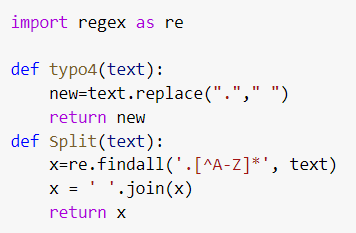 import regex as re
def typo4(text):
    new=text.replace("."," ")
    return new
def Split(text):
    x=re.findall('.[^A-Z]*', text)
    x = ' '.join(x)
    return x